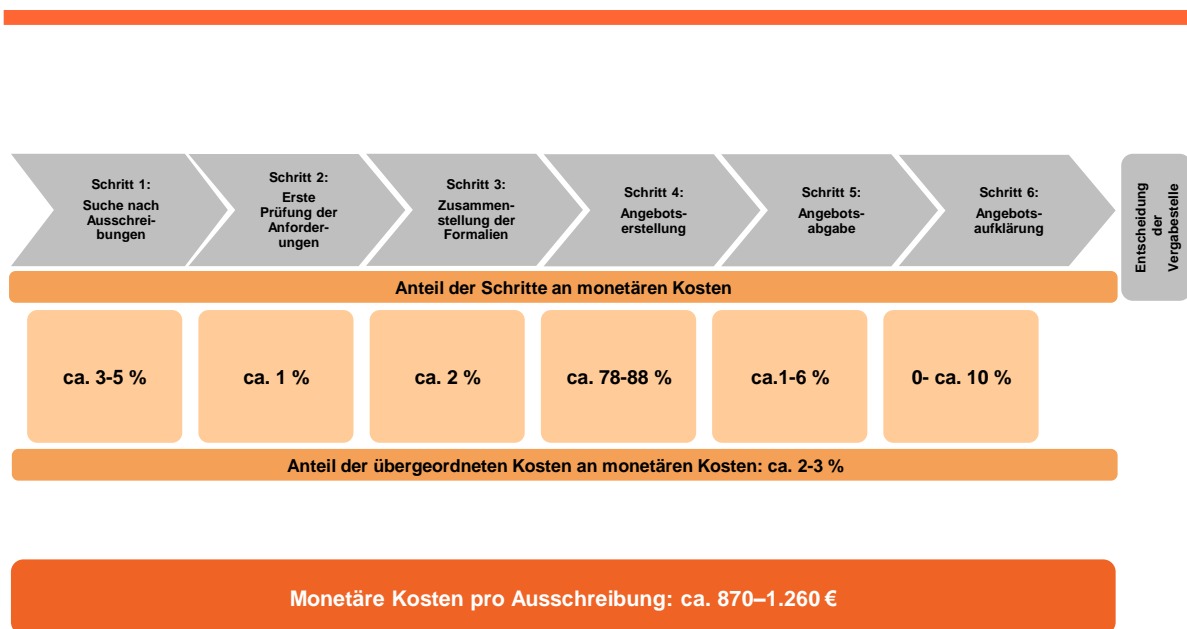 Schritt 1:
Suche nach
Ausschrei-
bungen
Schritt 2:
Erste
Prüfung der
Anforder-
ungen
Schritt 3:
Zusammen-
stellung der
Formalien
Schritt 4:
Angebots-
erstellung
Schritt 5:
Angebots-
abgabe
Schritt 6:
Angebots-
aufklärung
Entscheidung
der
Vergabestelle
Anteil der Schritte an monetären Kosten
ca. 3-5 %
ca. 1 %
ca. 2 %
ca. 78-88 %
ca.1-6 %
0- ca. 10 %
Anteil der übergeordneten Kosten an monetären Kosten: ca. 2-3 %
Monetäre Kosten pro Ausschreibung: ca. 870–1.260 €